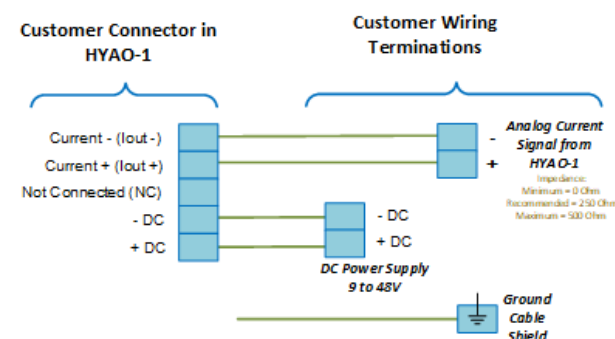 Customer Connector in
HYAO-1
Customer Wiring
Terminations
Current - (Iout -)
Current + (Iout +)
Not Connected (NC)
- DC
+ DC
-
+
Analog Current
Signal from
HYAO-1
Impedance:
Minimum = 0 Ohm
Recommended = 250 Ohm
Maximum = 500 Ohm
- DC
+ DC
DC Power Supply
9 to 48V
Ground
Cable
Shield